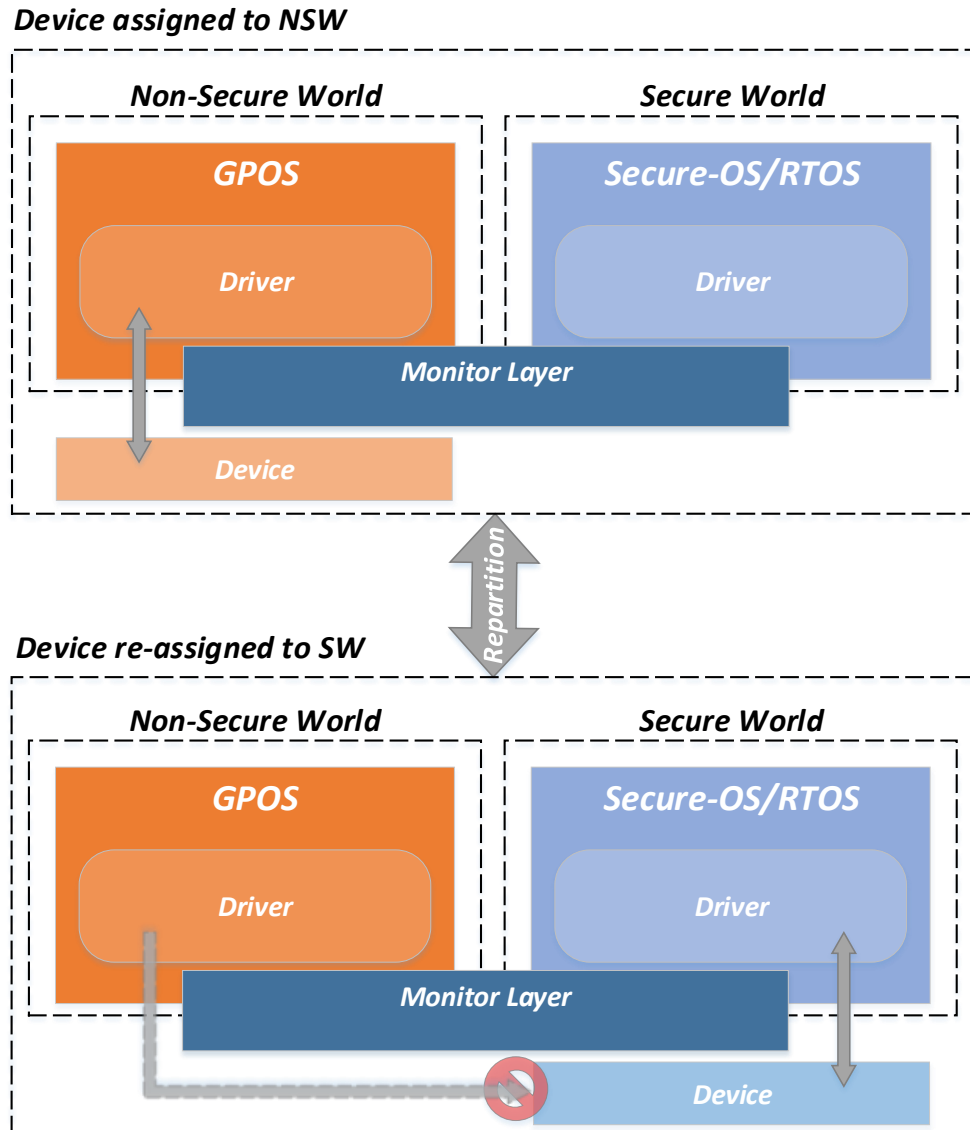 Device assigned to NSW
Non-Secure World
Secure World
GPOS
Secure-OS/RTOS
Driver
Driver
Monitor Layer
Device
Repartition
Device re-assigned to SW
Non-Secure World
Secure World
GPOS
Secure-OS/RTOS
Driver
Driver
Monitor Layer
Device